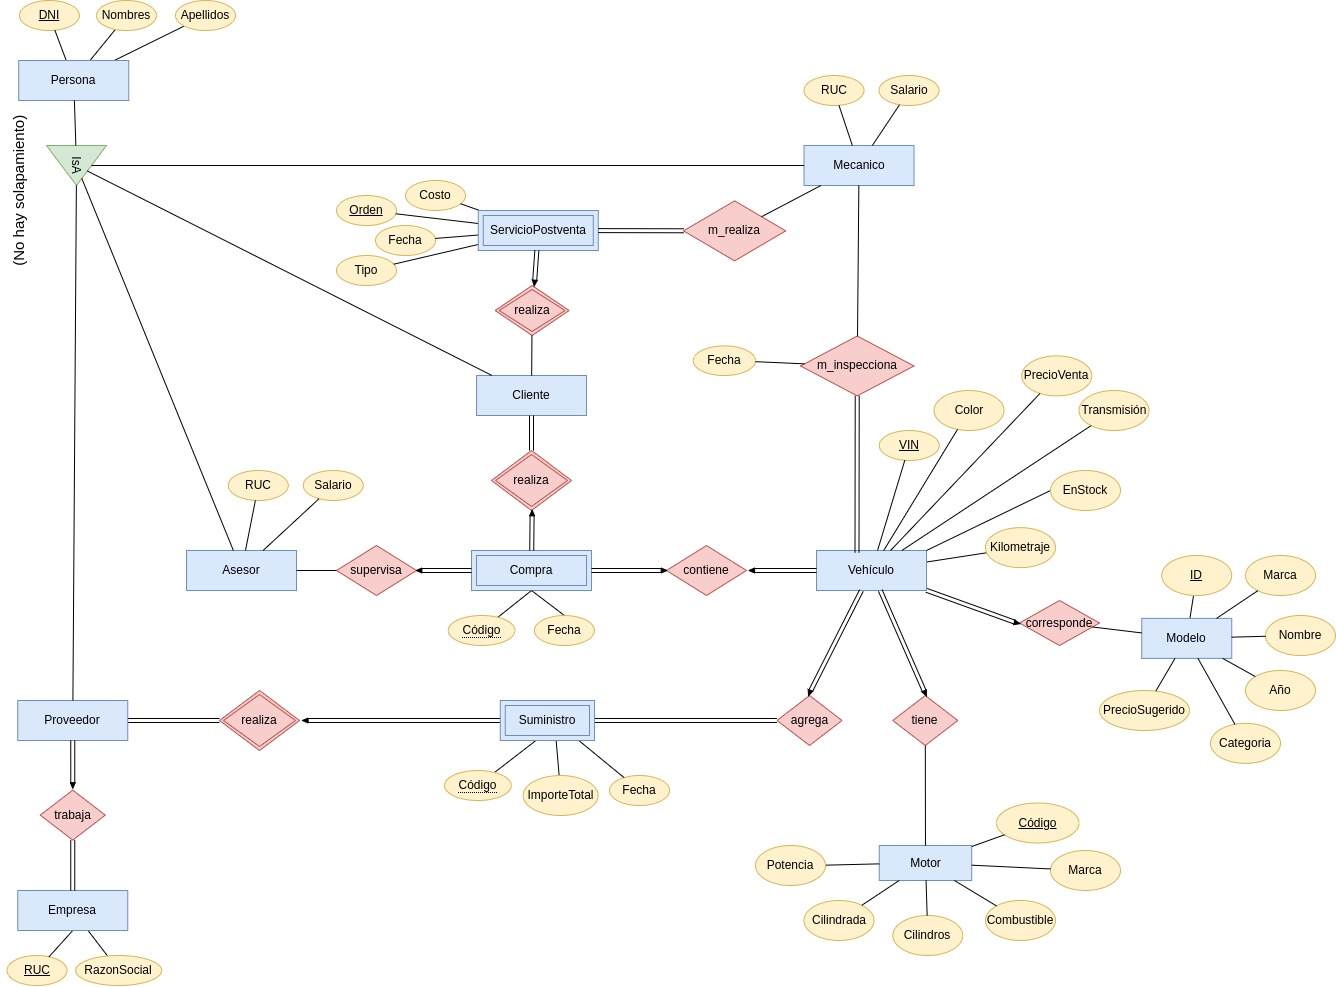 DNI
Nombres
Apellidos
Persona
(No hay solapamiento)
IsA
RUC
Salario
Mecanico
Costo
Orden
Fecha
Tipo
ServicioPostventa
m_realiza
realiza
Cliente
Fecha
m_inspecciona
PrecioVenta
Color
Transmisión
VIN
EnStock
Kilometraje
realiza
RUC
Salario
Asesor
supervisa
Compra
contiene
Vehículo
Código
Fecha
corresponde
ID
Marca
Modelo
Nombre
Año
PrecioSugerido
Categoria
Proveedor
realiza
Suministro
agrega
tiene
Código
ImporteTotal
Fecha
trabaja
Código
Potencia
Motor
Marca
Cilindrada
Cilindros
Combustible
Empresa
RUC
RazonSocial